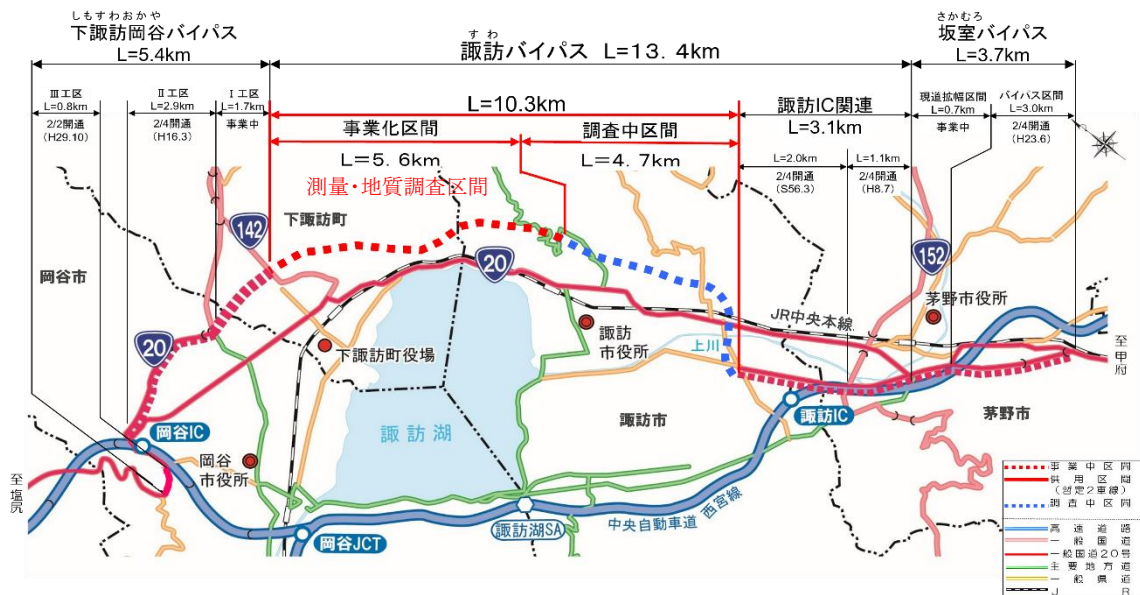 しもすわおかや
下諏訪岡谷バイパス
L=5.4km
すわ
諏訪バイパス L=13.4km
さかむろ
坂室バイパス
L=3.7km
Ⅲ工区
L=0.8km
2/2開通
(H29.10)
Ⅱ工区
L=2.9km
2/4開通
(H16.3)
Ⅰ工区
L=1.7km
事業中
L=10.3km
事業化区間
L=5.6km
調査中区間
L=4.7km
測量・地質調査区間
諏訪IC関連
L=3.1km
L=2.0km
2/4開通
(S56.3)
L=1.1km
2/4開通
(H8.7)
現道拡幅区間
L=0.7km
事業中
バイパス区間
L=3.0km
2/4開通
(H23.6)
下諏訪町
142
岡谷市
20
20
152
茅野市役所
JR中央本線
諏訪
市役所
上川
下諏訪町役場
至甲府
諏訪湖
諏訪市
諏訪IC
茅野市
岡谷IC
岡谷
市役所
至塩尻
諏訪湖SA
中央自動車道
西宮線
岡谷JCT
事業中区間
供用区間
(暫定2車線)
調査中区間
高速道路
一般国道
一般国道20号
主要地方道
一般県道
JR